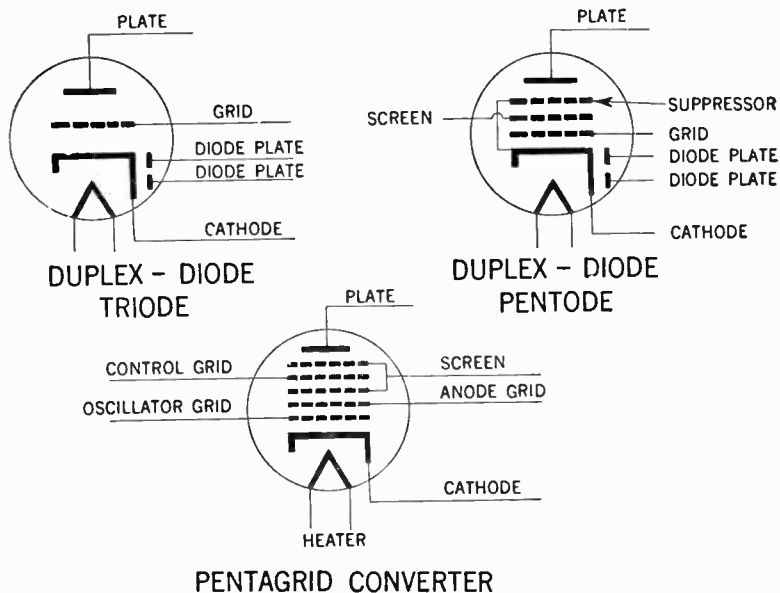 PLATE
GRID
DIODE PLATE
DIODE PLATE
CATHODE
DUPLEX - DIODE
TRIODE
PLATE
SCREEN
SUPPRESSOR
GRID
DIODE PLATE
DIODE PLATE
CATHODE
DUPLEX - DIODE
PENTODE
PLATE
CONTROL GRID
SCREEN
OSCILLATOR GRID
ANODE GRID
CATHODE
HEATER
PENTAGRID CONVERTER